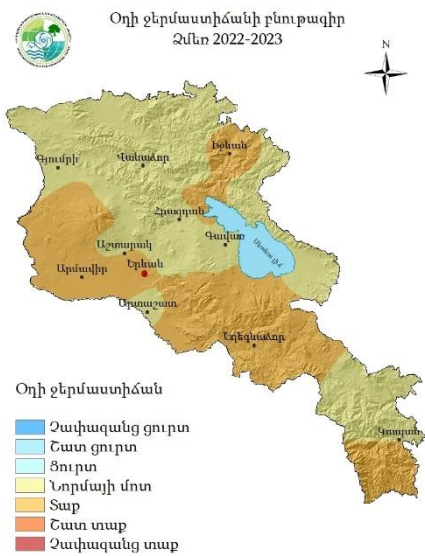 Օդի ջերմաստիճանի բնութագիր
Ձմեռ 2022-2023
N
Իջևան
Գյումրի
Վանաձոր
Հրազդան
Գավառ
Սևանա լիճ
Աշտարակ
Երևան
Արմավիր
Արտաշատ
Եղեգնաձոր
Կապան
Օդի ջերմաստիճան
Չափազանց ցուրտ
Շատ ցուրտ
Ցուրտ
Նորմայի մոտ
Տաք
Շատ տաք
Չափազանց տաք